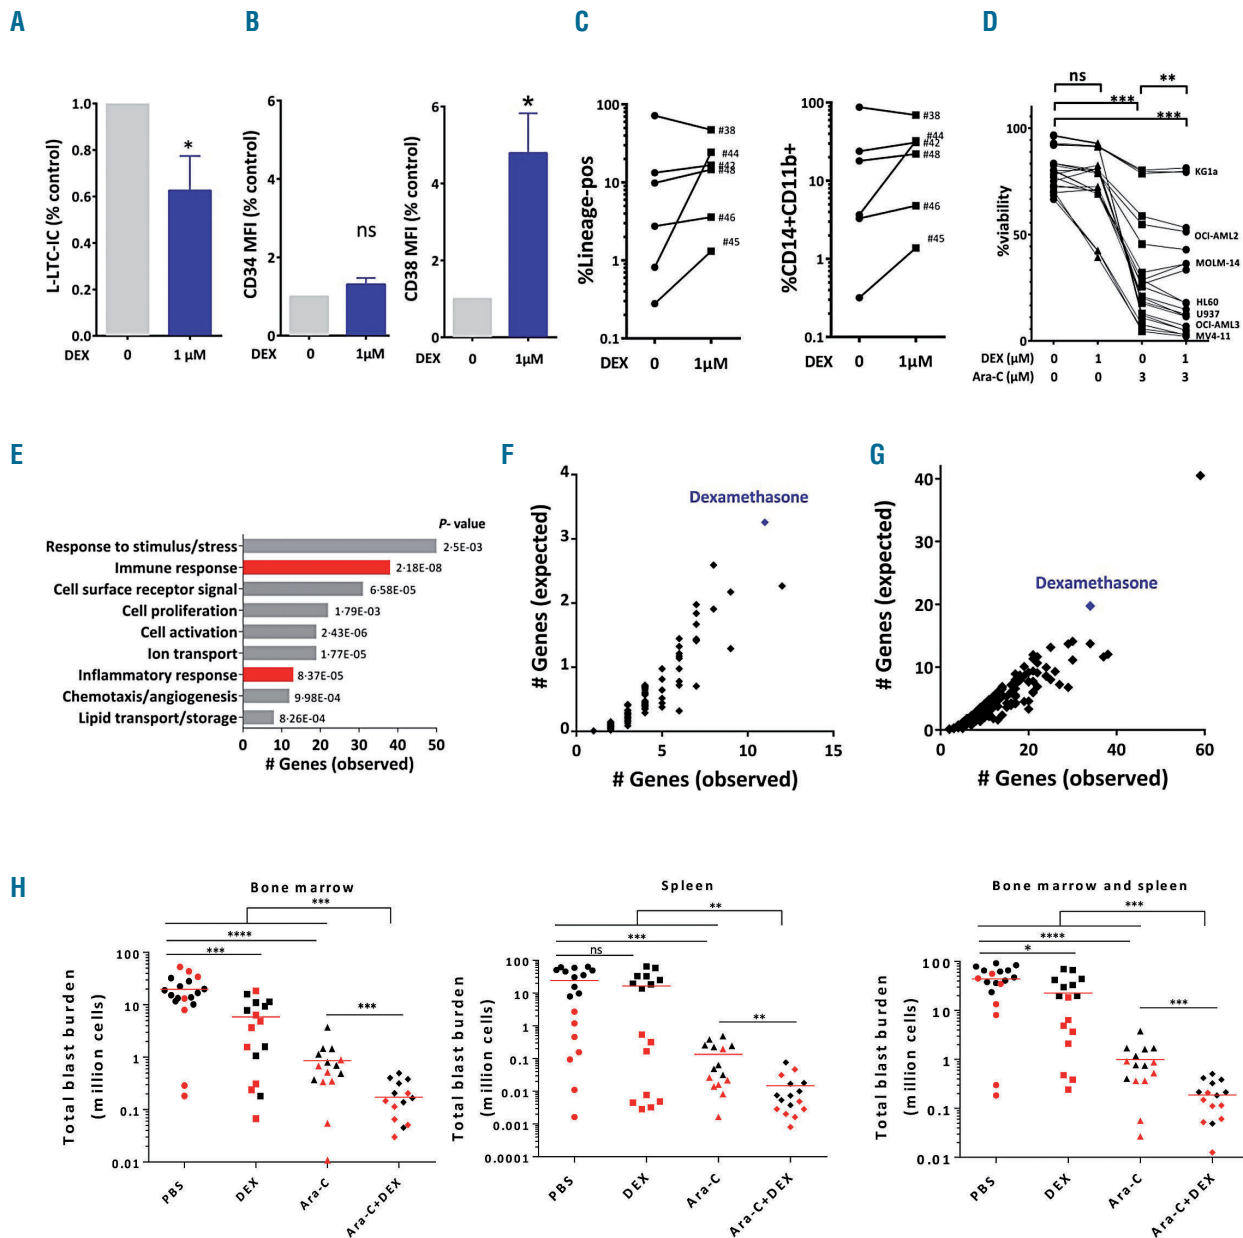 A
L-LTC-IC (% control)
1.0
0.8
0.6
0.4
0.2
0.0
*
DEX 0 1 µM
B
CD34 MFI (% control)
6
4
2
0
ns
DEX 0 1µM
CD38 MFI (% control)
6
4
2
0
*
DEX 0 1µM
C
%Lineage-pos
100
10
1
0.1
#38
#44
#42
#48
#46
#45
DEX 0 1µM
%CD14+CD11b+
100
10
1
0.1
#38
#44
#42
#48
#46
#45
DEX 0 1µM
D
ns **
***
***
%viability
100
50
0
KG1a
OCI-AML2
MOLM-14
HL60
U937
OCI-AML3
MV4-11
DEX (µM) 0 1 0 1
Ara-C (µM) 0 0 3 3
E
P- value
Response to stimulus/stress 2·5E-03
Immune response 2·18E-08
Cell surface receptor signal 6·58E-05
Cell proliferation 1·79E-03
Cell activation 2·43E-06
Ion transport 1·77E-05
Inflammatory response 8·37E-05
Chemotaxis/angiogenesis 9·98E-04
Lipid transport/storage 8·26E-04
0 10 20 30 40 50
# Genes (observed)
F
# Genes (expected)
4
3
2
1
0
Dexamethasone
0 5 10 15
# Genes (observed)
G
# Genes (expected)
40
30
20
10
0
Dexamethasone
0 20 40 60
# Genes (observed)
H
Bone marrow
***
****
***
***
Total blast burden
(million cells)
100
10
1
0.1
0.01
PBS DEX Ara-C Ara-C+DEX
Spleen
**
***
ns
**
Total blast burden
(million cells)
100
10
1
0.1
0.01
0.001
0.0001
PBS DEX Ara-C Ara-C+DEX
Bone marrow and spleen
***
****
*
***
Total blast burden
(million cells)
100
10
1
0.1
0.01
PBS DEX Ara-C Ara-C+DEX